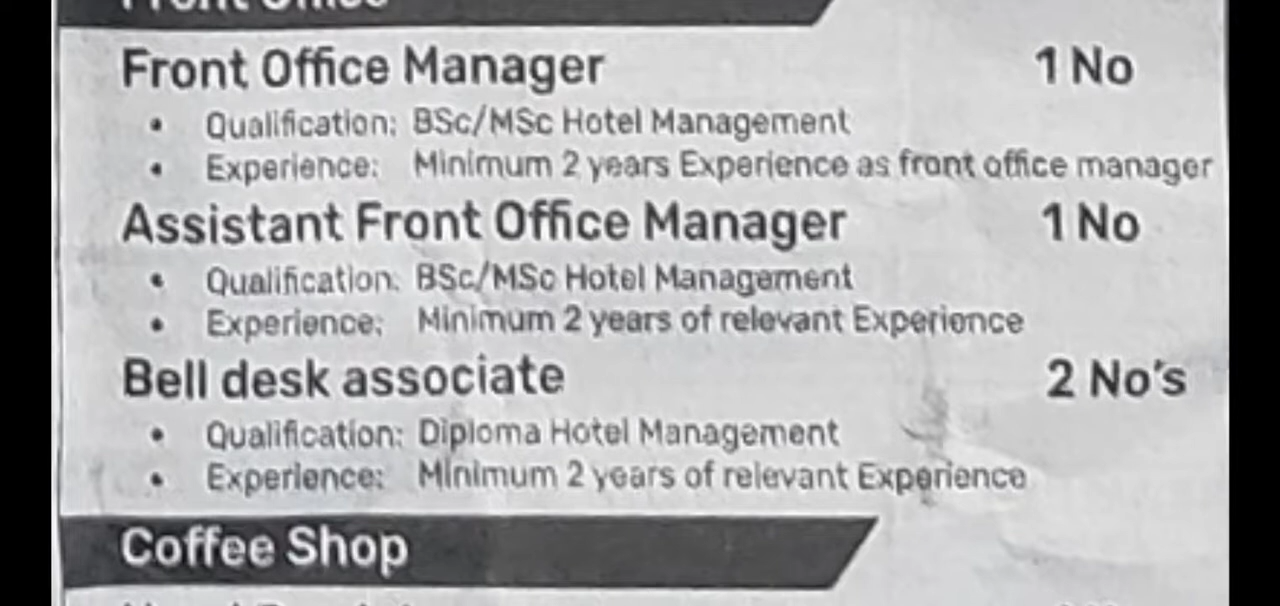 Front Office
Front Office Manager 1 No
• Qualification: BSc/MSc Hotel Management
• Experience: Minimum 2 years Experience as front office manager
Assistant Front Office Manager 1 No
• Qualification: BSc/MSc Hotel Management
• Experience: Minimum 2 years of relevant Experience
Bell desk associate 2 No's
• Qualification: Diploma Hotel Management
• Experience: Minimum 2 years of relevant Experience
Coffee Shop